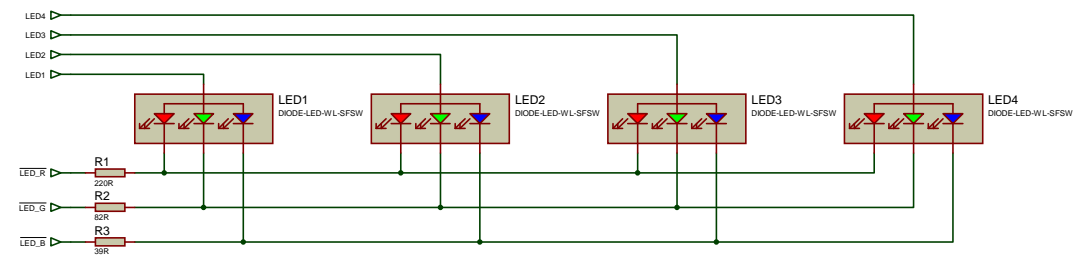 LED4
LED3
LED2
LED1
LED1
DIODE-LED-WL-SFSW
LED2
DIODE-LED-WL-SFSW
LED3
DIODE-LED-WL-SFSW
LED4
DIODE-LED-WL-SFSW
LED_R
R1
220R
LED_G
R2
82R
LED_B
R3
39R